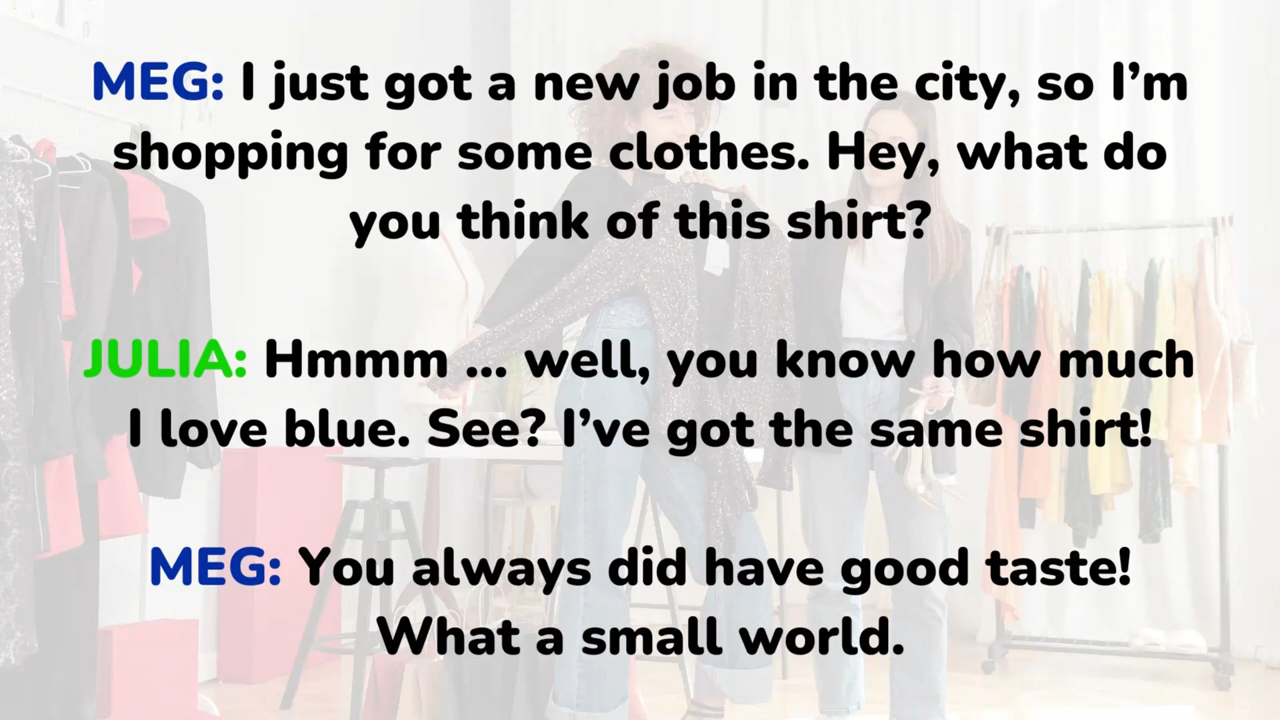 MEG: I just got a new job in the city, so I’m
shopping for some clothes. Hey, what do
you think of this shirt?
JULIA: Hmmm ... well, you know how much
I love blue. See? I’ve got the same shirt!
MEG: You always did have good taste!
What a small world.